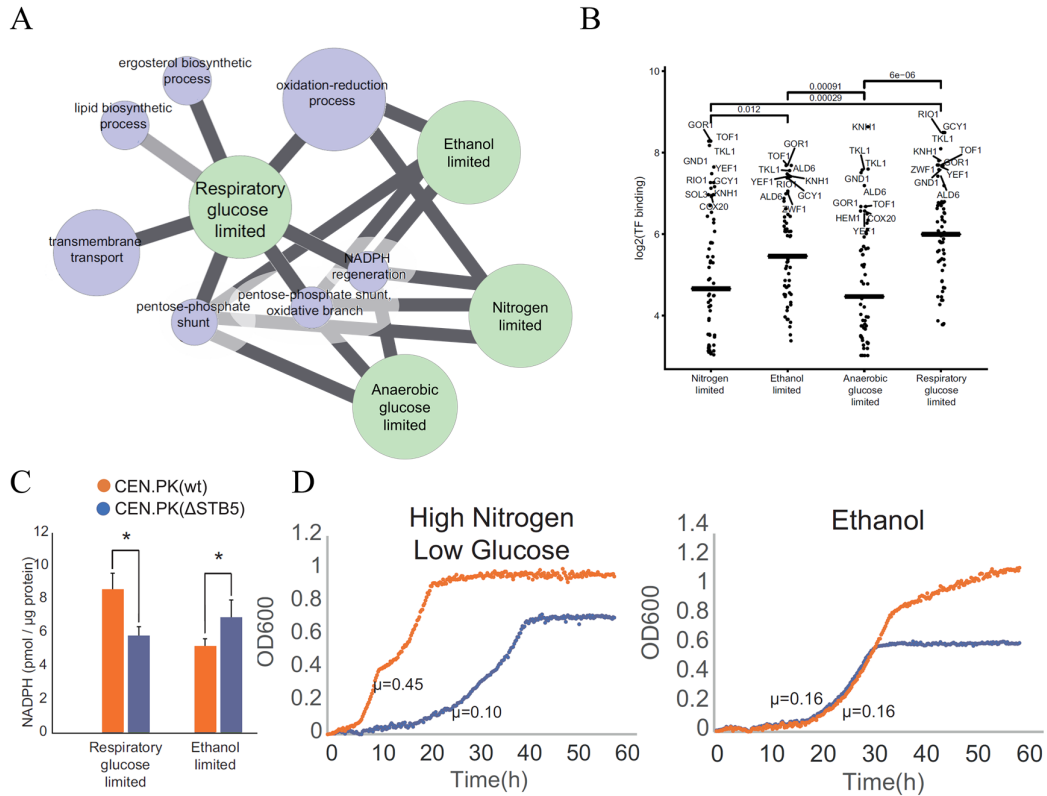 A
ergosterol biosynthetic
process
lipid biosynthetic
process
oxidation-reduction
process
Ethanol
limited
Respiratory
glucose
limited
transmembrane
transport
NADPH
regeneration
pentose-phosphate
shunt
pentose-phosphate shunt,
oxidative branch
Nitrogen
limited
Anaerobic
glucose
limited
B
log2(TF binding)
10
8
6
4
6e-06
0.00091
0.00029
0.012
GOR1
TOF1
TKL1
GND1
YEF1
RIO1
GCY1
SOL3
KNH1
COX20
GOR1
TOF1
TKL1
ALD6
YEF1
RIO1
KNH1
ALD6
GCY1
ZWF1
KNH1
TKL1
TKL1
GND1
ALD6
GOR1
TOF1
HEM1
COX20
YEF1
RIO1
GCY1
TKL1
KNH1
TOF1
GOR1
ZWF1
YEF1
GND1
ALD6
Nitrogen
limited
Ethanol
limited
Anaerobic
glucose
limited
Respiratory
glucose
limited
C
CEN.PK(wt)
CEN.PK(ΔSTB5)
NADPH (pmol / µg protein)
12
10
8
6
4
2
0
*
*
Respiratory
glucose
limited
Ethanol
limited
D
High Nitrogen
Low Glucose
OD600
1.2
1
0.8
0.6
0.4
0.2
0
µ=0.45
µ=0.10
0 10 20 30 40 50 60
Time(h)
Ethanol
OD600
1.4
1.2
1
0.8
0.6
0.4
0.2
0
µ=0.16
µ=0.16
0 10 20 30 40 50 60
Time(h)